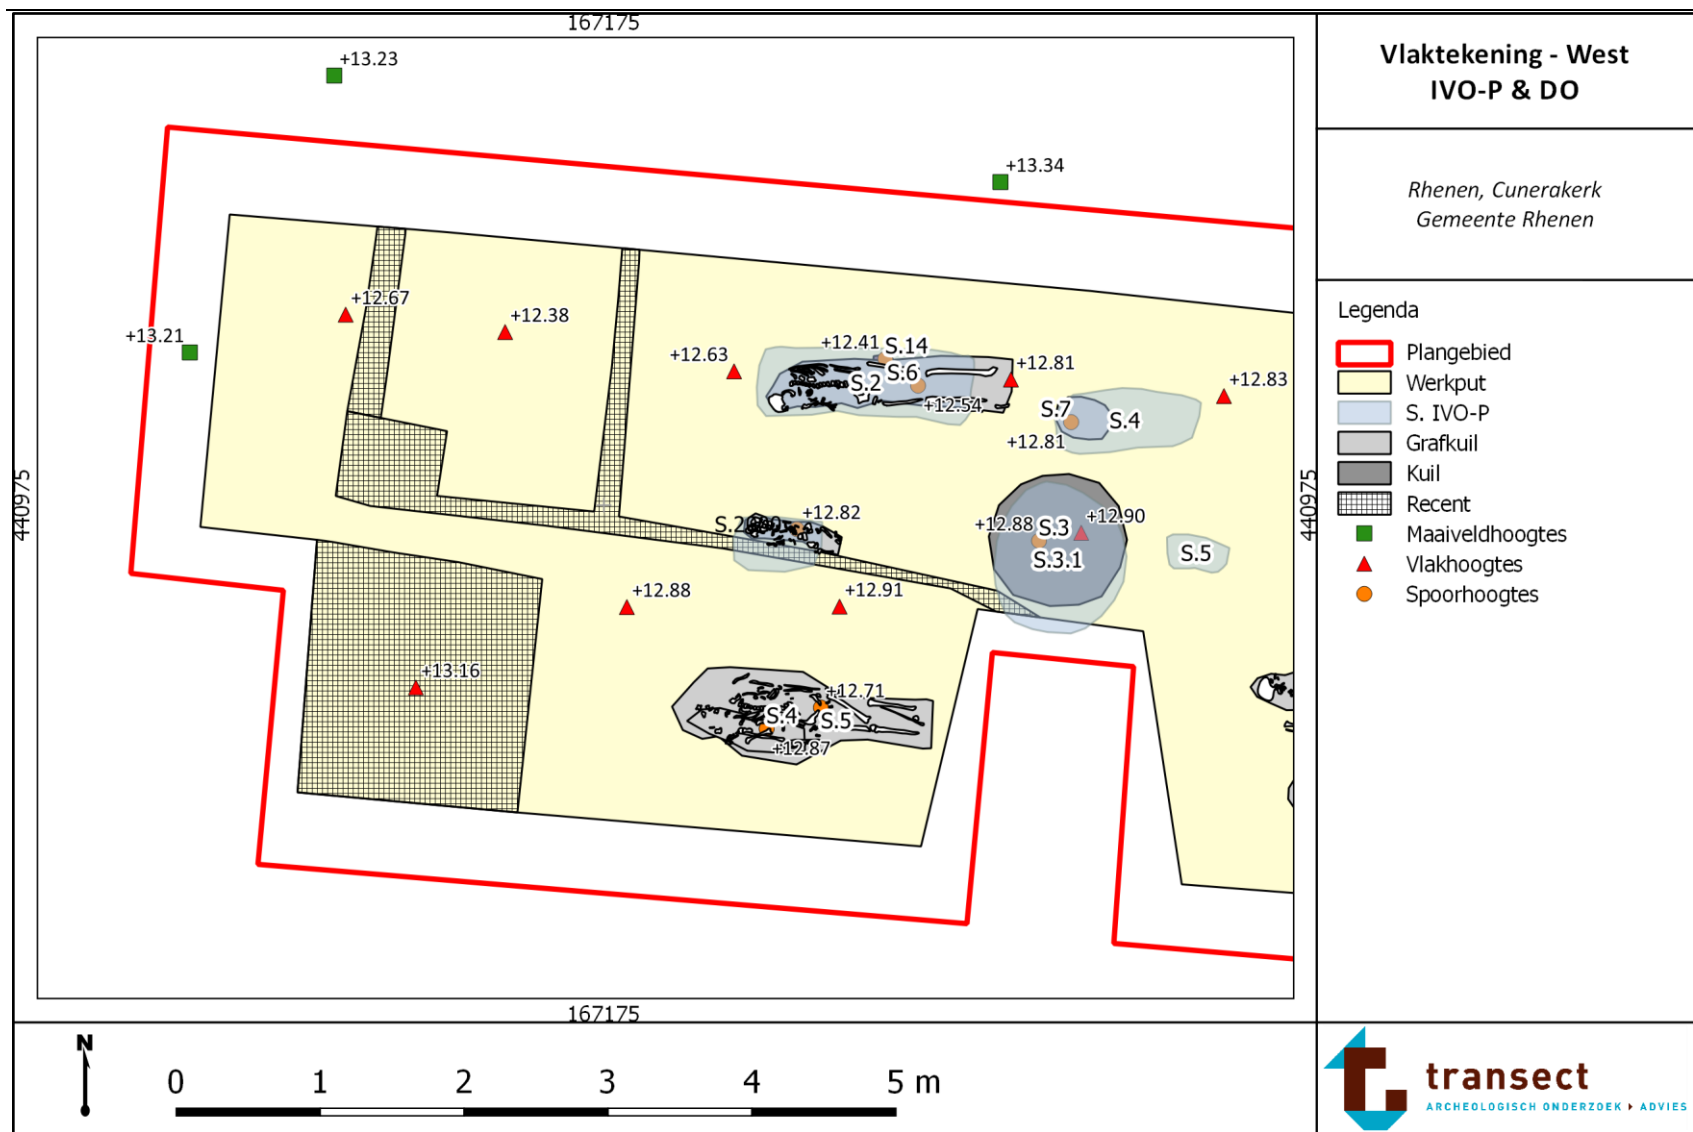 167175
+13.23
+13.34
+13.21
+12.67
+12.38
+12.63
+12.41
S.14
S.6
S.2
+12.54
+12.81
+12.83
S.7
S.4
+12.81
440975
440975
+12.82
+12.88
S.3
+12.90
S.3.1
S.5
+12.88
+12.91
+13.16
+12.71
S.4
S.5
+12.87
167175
N
0 1 2 3 4 5 m
Vlaktekening - West
IVO-P & DO
Rhenen, Cunerakerk
Gemeente Rhenen
Legenda
Plangebied
Werkput
S. IVO-P
Grafkuil
Kuil
Recent
Maaiveldhoogtes
Vlakhoogtes
Spoorhoogtes
transect
ARCHEOLOGISCH ONDERZOEK ▸ ADVIES